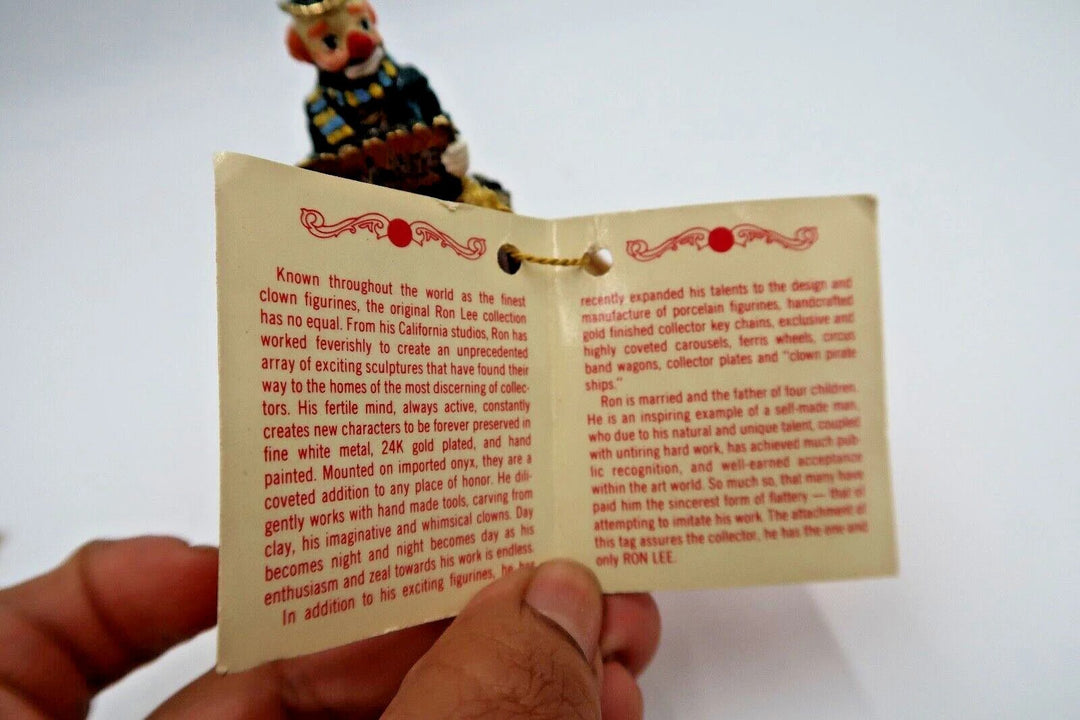 Known throughout the world as the finest
clown figurines, the original Ron Lee collection
has no equal. From his California studios, Ron has
worked feverishly to create an unprecedented
array of exciting sculptures that have found their
way to the homes of the most discerning of collec-
tors. His fertile mind, always active, constantly
creates new characters to be forever preserved in
fine white metal, 24K gold plated, and hand
painted. Mounted on imported onyx, they are a
coveted addition to any place of honor. He dili-
gently works with hand made tools, carving from
clay, his imaginative and whimsical clowns. Day
becomes night and night becomes day as his
enthusiasm and zeal towards his work is endless.
In addition to his exciting figurines, he has
recently expanded his talents to the design and
manufacture of porcelain figurines, handcrafted
gold finished collector key chains, exclusive and
highly coveted carousels, ferris wheels, circus
band wagons, collector plates and "clown pirate
ships."
Ron is married and the father of four children.
He is an inspiring example of a self-made man,
who due to his natural and unique talent, coupled
with untiring hard work, has achieved much pub-
lic recognition, and well-earned acceptance
within the art world. So much so, that many have
paid him the sincerest form of flattery — that of
attempting to imitate his work. The attachment of
this tag assures the collector, he has the one and
only RON LEE.